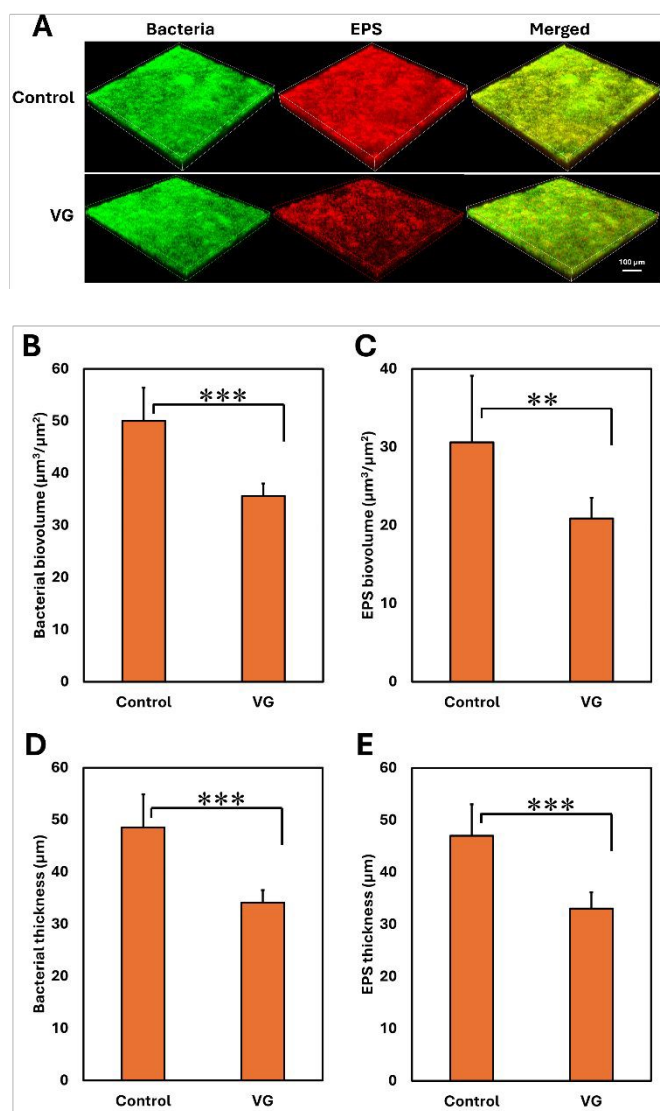 A
Bacteria EPS Merged
Control
VG
100 µm
B
60
50
40
30
20
10
0
Bacterial biovolume (µm³/µm²)
***
Control VG
C
40
30
20
10
0
EPS biovolume (µm³/µm²)
**
Control VG
D
60
50
40
30
20
10
0
Bacterial thickness (µm)
***
Control VG
E
60
50
40
30
20
10
0
EPS thickness (µm)
***
Control VG